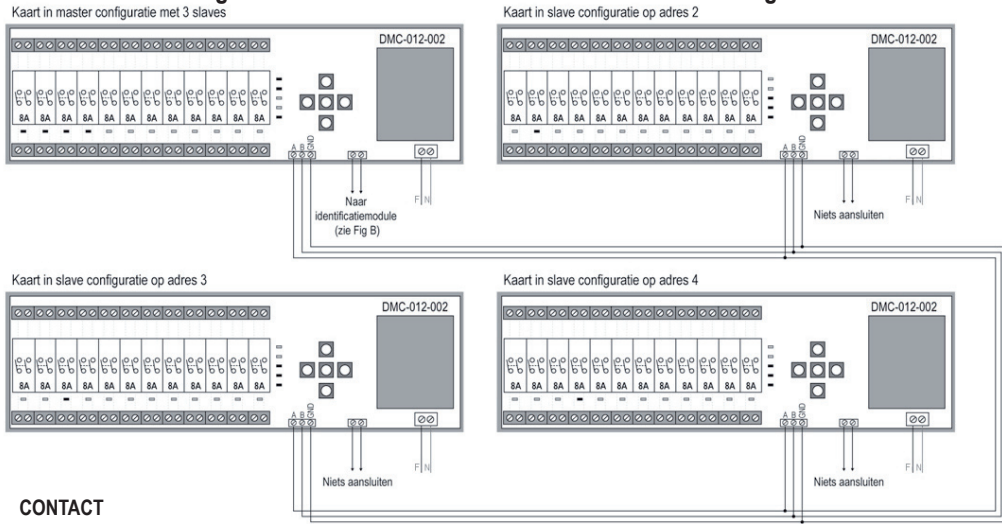 Kaart in master configuratie met 3 slaves
DMC-012-002
8A 8A 8A 8A 8A 8A 8A 8A 8A 8A 8A 8A
A B GND
Naar
identificatiemodule
(zie Fig B)
F N
Kaart in slave configuratie op adres 2
DMC-012-002
8A 8A 8A 8A 8A 8A 8A 8A 8A 8A 8A 8A
A B GND
Niets aansluiten
F N
Kaart in slave configuratie op adres 3
DMC-012-002
8A 8A 8A 8A 8A 8A 8A 8A 8A 8A 8A 8A
A B GND
Niets aansluiten
F N
Kaart in slave configuratie op adres 4
DMC-012-002
8A 8A 8A 8A 8A 8A 8A 8A 8A 8A 8A 8A
A B GND
Niets aansluiten
F N
CONTACT